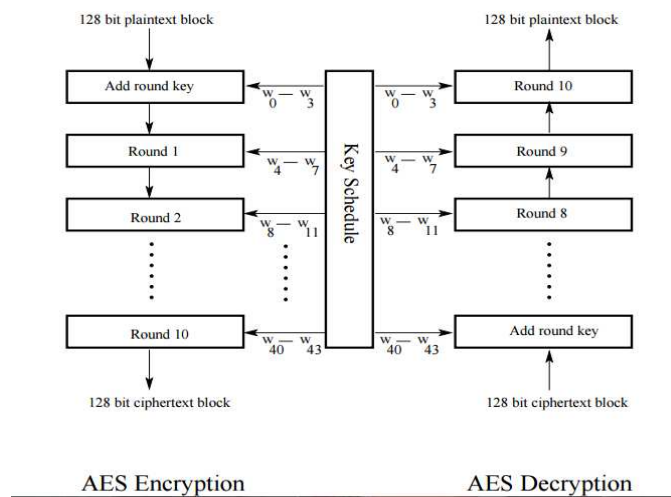 128 bit plaintext block
128 bit plaintext block
Add round key
w0 — w3
w0 — w3
Round 10
Round 1
w4 — w7
Key Schedule
w4 — w7
Round 9
Round 2
w8 — w11
w8 — w11
Round 8
Round 10
w40 w43
w40 — w43
Add round key
128 bit ciphertext block
128 bit ciphertext block
AES Encryption
AES Decryption